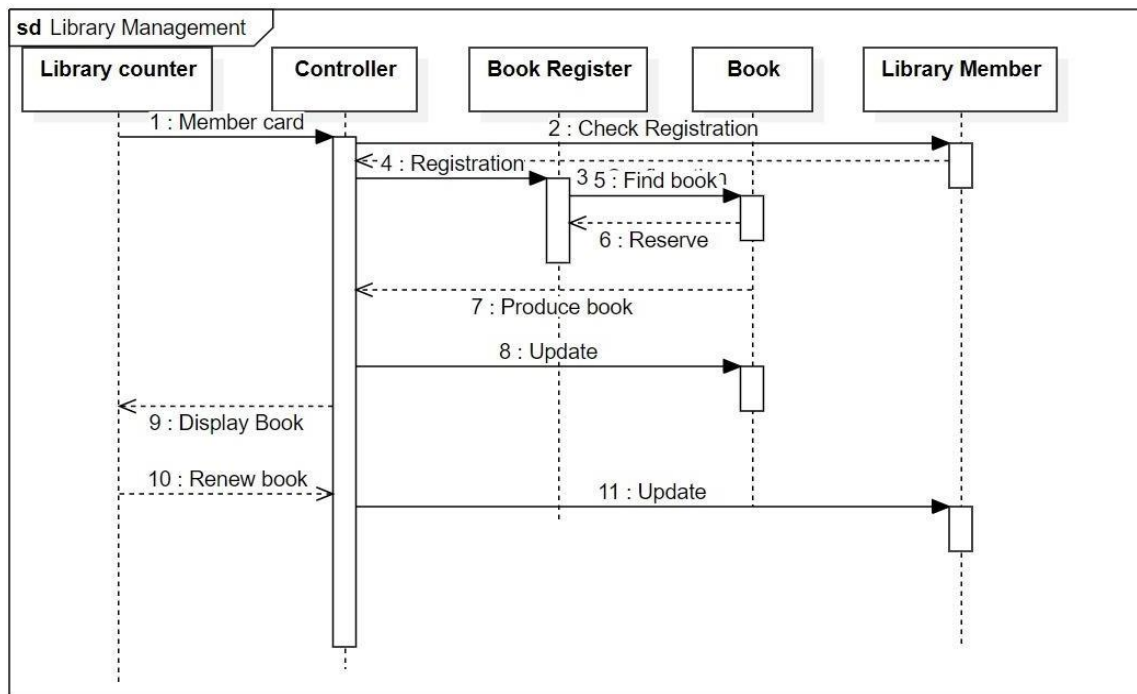 sd Library Management
Library counter
Controller
Book Register
Book
Library Member
1 : Member card
2 : Check Registration
3
4 : Registration
5 : Find book
6 : Reserve
7 : Produce book
8 : Update
9 : Display Book
10 : Renew book
11 : Update